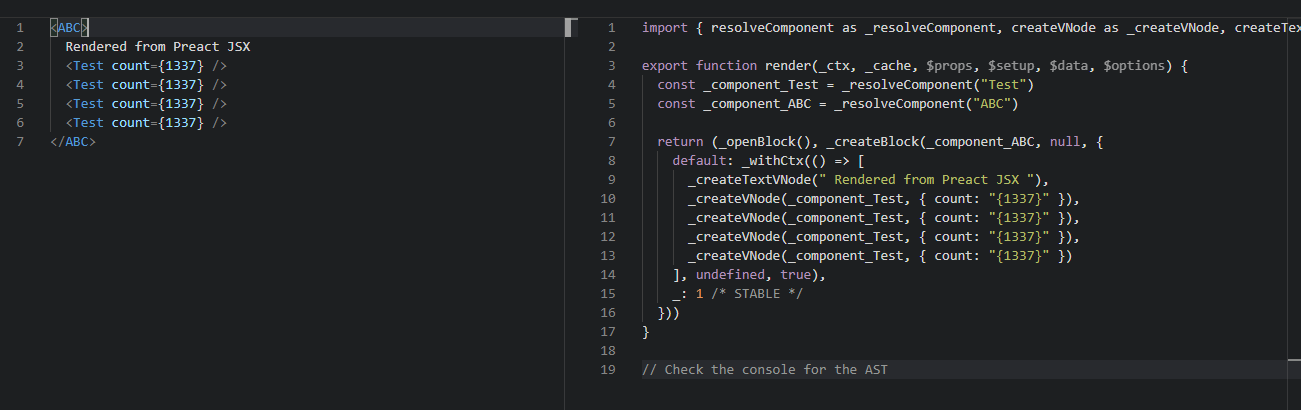 1 <ABC>
2   Rendered from Preact JSX
3   <Test count={1337} />
4   <Test count={1337} />
5   <Test count={1337} />
6   <Test count={1337} />
7 </ABC>
1 import { resolveComponent as _resolveComponent, createVNode as _createVNode, createTex
2
3 export function render(_ctx, _cache, $props, $setup, $data, $options) {
4   const _component_Test = _resolveComponent("Test")
5   const _component_ABC = _resolveComponent("ABC")
6
7   return (_openBlock(), _createBlock(_component_ABC, null, {
8     default: _withCtx(() => [
9       _createTextVNode(" Rendered from Preact JSX "),
10       _createVNode(_component_Test, { count: "{1337}" }),
11       _createVNode(_component_Test, { count: "{1337}" }),
12       _createVNode(_component_Test, { count: "{1337}" }),
13       _createVNode(_component_Test, { count: "{1337}" })
14     ], undefined, true),
15     _: 1 /* STABLE */
16   }))
17 }
18
19 // Check the console for the AST